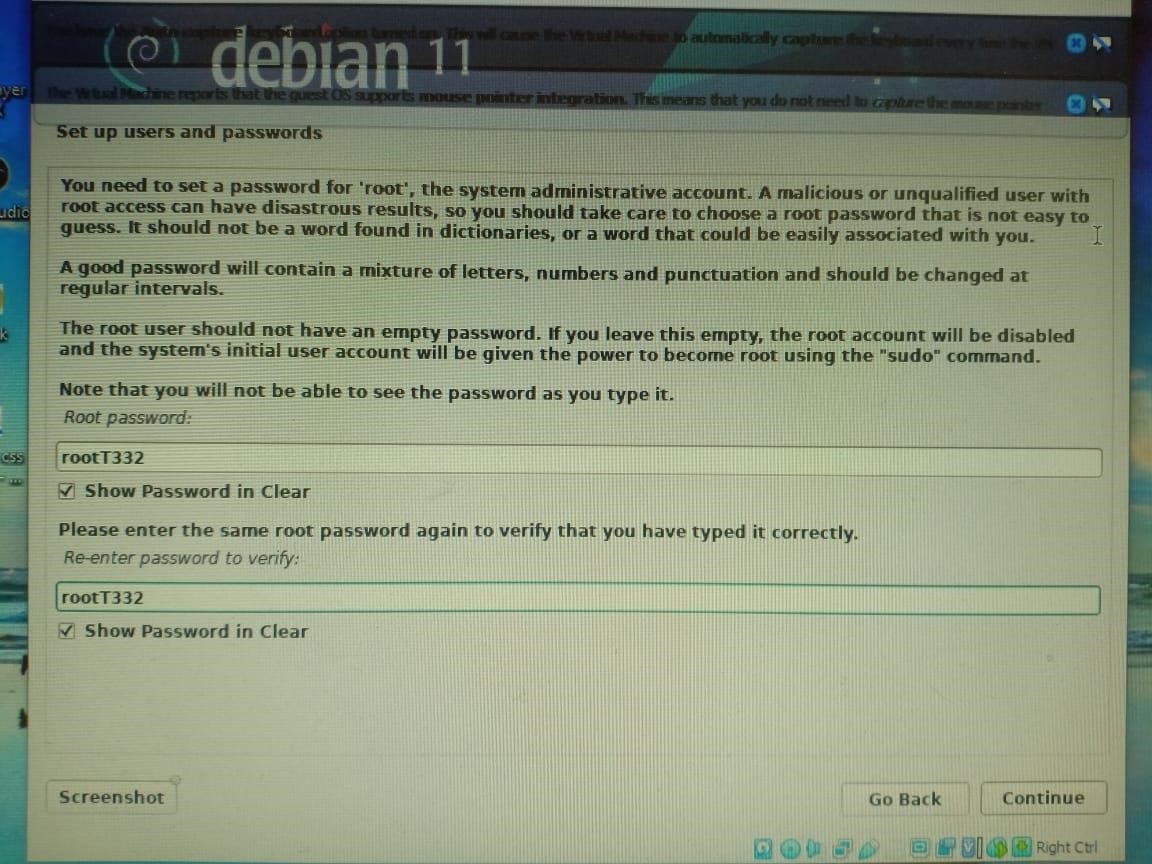 Auto capture keyboard option turned on. This will cause the Virtual Machine to automatically capture the keyboard every time the
debian 11
The Virtual Machine reports that the guest OS supports mouse pointer integration. This means that you do not need to capture the mouse pointer
yer
Set up users and passwords
You need to set a password for 'root', the system administrative account. A malicious or unqualified user with
root access can have disastrous results, so you should take care to choose a root password that is not easy to
guess. It should not be a word found in dictionaries, or a word that could be easily associated with you.
udio
A good password will contain a mixture of letters, numbers and punctuation and should be changed at
regular intervals.
The root user should not have an empty password. If you leave this empty, the root account will be disabled
and the system's initial user account will be given the power to become root using the "sudo" command.
k
Note that you will not be able to see the password as you type it.
Root password:
rootT332
css
...
Show Password in Clear
Please enter the same root password again to verify that you have typed it correctly.
Re-enter password to verify:
rootT332
Show Password in Clear
Screenshot
Go Back
Continue
Right Ctrl